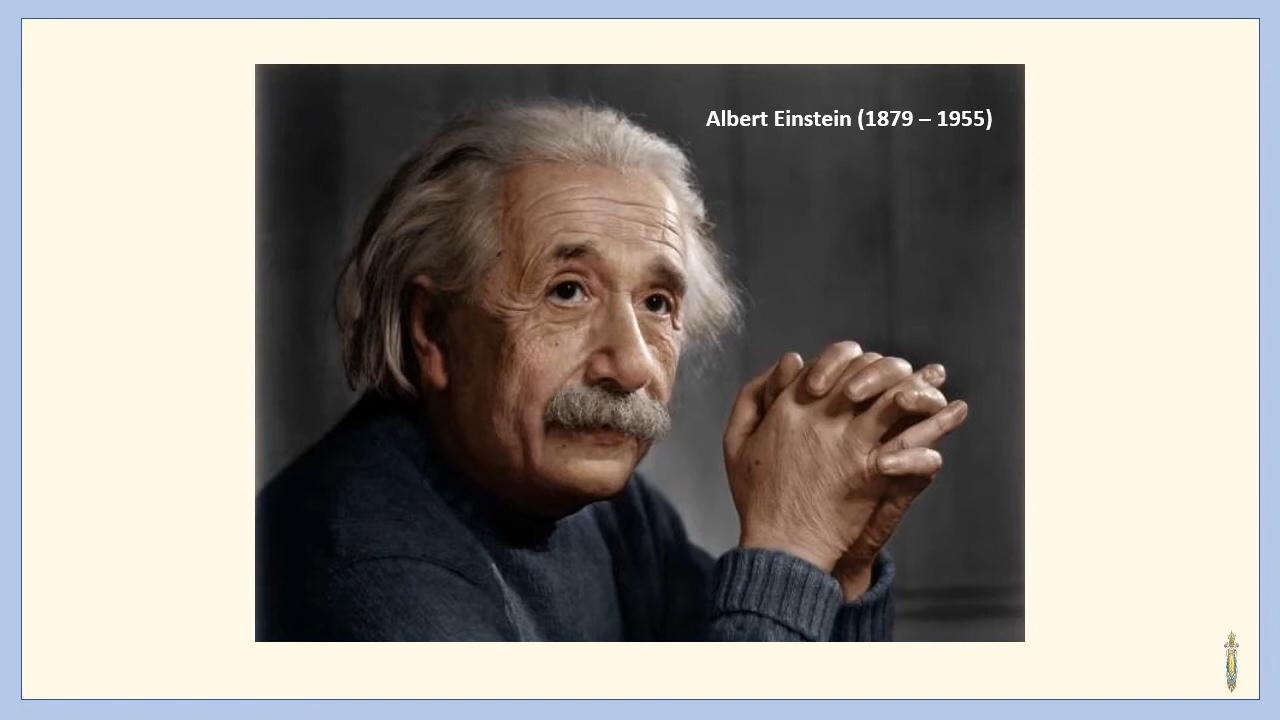 Albert Einstein (1879 – 1955)